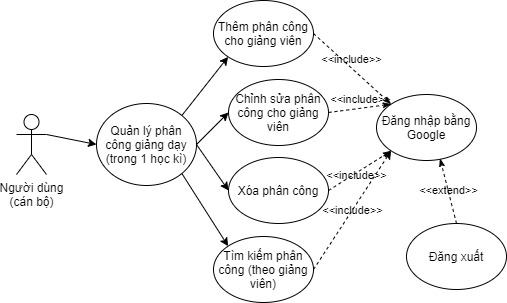 Thêm phân công
cho giảng viên
<<include>>
Chỉnh sửa phân
công cho giảng
viên
<<include>>
Đăng nhập bằng
Google
Quản lý phân
công giảng dạy
(trong 1 học kì)
Người dùng
(cán bộ)
Xóa phân công
<<include>>
<<extend>>
<<include>>
Tìm kiếm phân
công (theo giảng
viên)
Đăng xuất